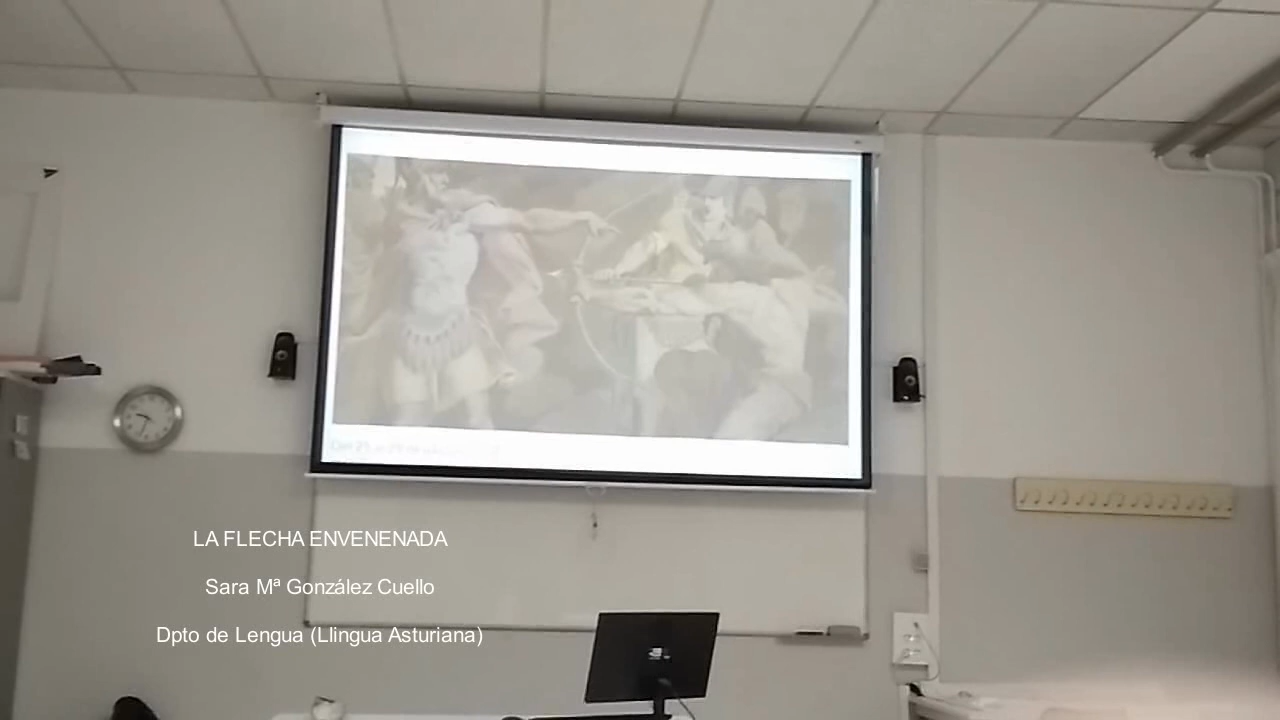 LA FLECHA ENVENENADA
Sara Mª González Cuello
Dpto de Lengua (Llingua Asturiana)